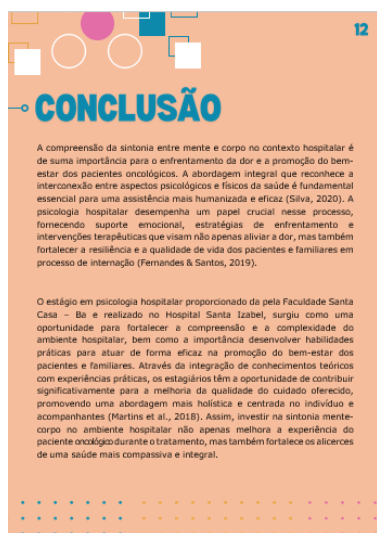 12
CONCLUSÃO
A compreensão da sintonia entre mente e corpo no contexto hospitalar é
de suma importância para o enfrentamento da dor e a promoção do bem-
estar dos pacientes oncológicos. A abordagem integral que reconhece a
interconexão entre aspectos psicológicos e físicos da saúde é fundamental
essencial para uma assistência mais humanizada e eficaz (Silva, 2020). A
psicologia hospitalar desempenha um papel crucial nesse processo,
fornecendo suporte emocional, estratégias de enfrentamento e
intervenções terapêuticas que visam não apenas aliviar a dor, mas também
fortalecer a resiliência e a qualidade de vida dos pacientes e familiares em
processo de internação (Fernandes & Santos, 2019).
O estágio em psicologia hospitalar proporcionado da pela Faculdade Santa
Casa – Ba e realizado no Hospital Santa Izabel, surgiu como uma
oportunidade para fortalecer a compreensão e a complexidade do
ambiente hospitalar, bem como a importância desenvolver habilidades
práticas para atuar de forma eficaz na promoção do bem-estar dos
pacientes e familiares. Através da integração de conhecimentos teóricos
com experiências práticas, os estagiários têm a oportunidade de contribuir
significativamente para a melhoria da qualidade do cuidado oferecido,
promovendo uma abordagem mais holística e centrada no indivíduo e
acompanhantes (Martins et al., 2018). Assim, investir na sintonia mente-
corpo no ambiente hospitalar não apenas melhora a experiência do
paciente oncológico durante o tratamento, mas também fortalece os alicerces
de uma saúde mais compassiva e integral.